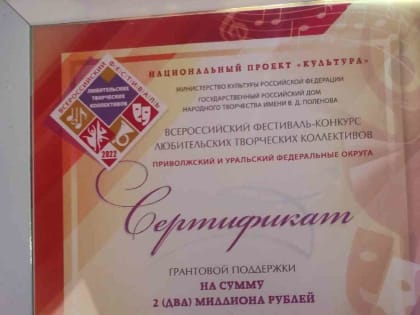 ВСЕРОССИЙСКИЙ ФЕСТИВАЛЬ
ЛЮБИТЕЛЬСКИХ
ТВОРЧЕСКИХ
КОЛЛЕКТИВОВ
2022
НАЦИОНАЛЬНЫЙ ПРОЕКТ «КУЛЬТУРА»
МИНИСТЕРСТВО КУЛЬТУРЫ РОССИЙСКОЙ ФЕДЕРАЦИИ
ГОСУДАРСТВЕННЫЙ РОССИЙСКИЙ ДОМ
НАРОДНОГО ТВОРЧЕСТВА ИМЕНИ В. Д. ПОЛЕНОВА
ВСЕРОССИЙСКИЙ ФЕСТИВАЛЬ-КОНКУРС
ЛЮБИТЕЛЬСКИХ ТВОРЧЕСКИХ КОЛЛЕКТИВОВ
ПРИВОЛЖСКИЙ И УРАЛЬСКИЙ ФЕДЕРАЛЬНЫЕ ОКРУГА
Сертификат
ГРАНТОВОЙ ПОДДЕРЖКИ
НА СУММУ
2 (ДВА) МИЛЛИОНА РУБЛЕЙ